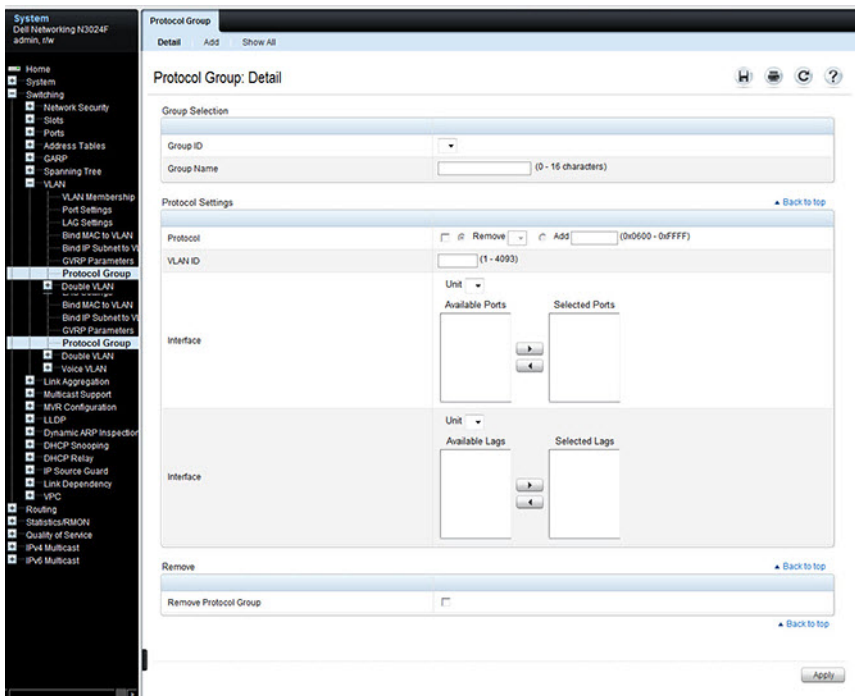 System
Dell Networking N3024F
admin, r/w
Home
System
Switching
Network Security
Slots
Ports
Address Tables
GARP
Spanning Tree
VLAN
VLAN Membership
Port Settings
LAG Settings
Bind MAC to VLAN
Bind IP Subnet to VL
GVRP Parameters
Protocol Group
Double VLAN
Bind MAC to VLAN
Bind IP Subnet to VL
GVRP Parameters
Protocol Group
Double VLAN
Voice VLAN
Link Aggregation
Multicast Support
MVR Configuration
LLDP
Dynamic ARP Inspection
DHCP Snooping
DHCP Relay
IP Source Guard
Link Dependency
VPC
Routing
Statistics/RMON
Quality of Service
IPv4 Multicast
IPv6 Multicast
Protocol Group
Detail Add Show All
Protocol Group: Detail
H C ?
Group Selection
Group ID
Group Name (0 - 16 characters)
Protocol Settings Back to top
Protocol Remove Add (0x0600 - 0xFFFF)
VLAN ID (1 - 4093)
Unit
Available Ports Selected Ports
Interface
Unit
Available Lags Selected Lags
Interface
Remove Back to top
Remove Protocol Group
Back to top
Apply